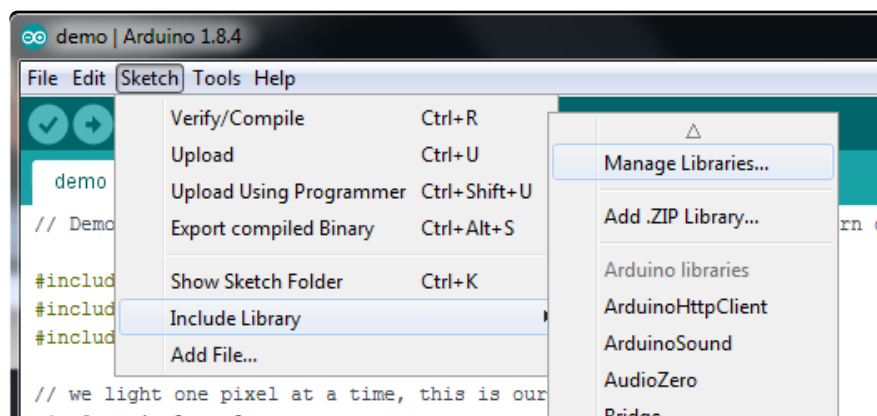 demo | Arduino 1.8.4
File Edit Sketch Tools Help
Verify/Compile Ctrl+R
Upload Ctrl+U
Upload Using Programmer Ctrl+Shift+U
Export compiled Binary Ctrl+Alt+S
Show Sketch Folder Ctrl+K
Include Library
Add File...
Manage Libraries...
Add .ZIP Library...
Arduino libraries
ArduinoHttpClient
ArduinoSound
AudioZero
Bridge
demo
// Demo
#includ
#includ
#includ
// we light one pixel at a time, this is our